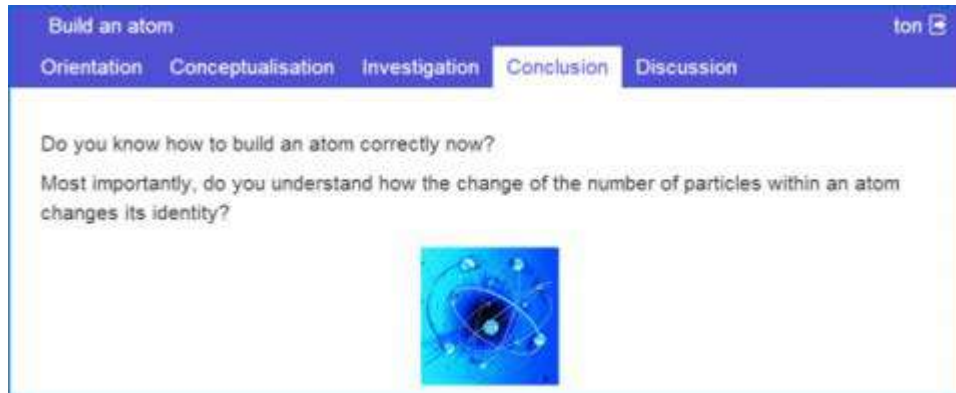 Build an atom ton
Orientation Conceptualisation Investigation Conclusion Discussion
Do you know how to build an atom correctly now?
Most importantly, do you understand how the change of the number of particles within an atom
changes its identity?